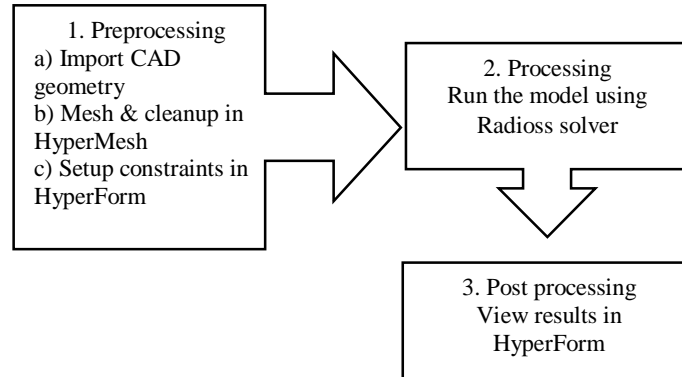 1. Preprocessing
a) Import CAD
geometry
b) Mesh & cleanup in
HyperMesh
c) Setup constraints in
HyperForm
2. Processing
Run the model using
Radioss solver
3. Post processing
View results in
HyperForm